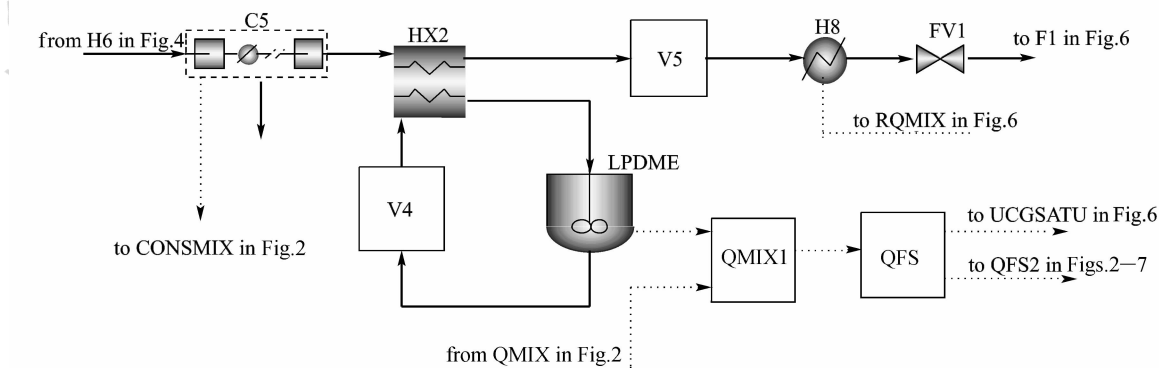 C5
from H6 in Fig.4
HX2
V5
H8
FV1
to F1 in Fig.6
to RQMIX in Fig.6
LPDME
V4
to CONSMIX in Fig.2
QMIX1
QFS
to UCGSATU in Fig.6
to QFS2 in Figs.2—7
from QMIX in Fig.2